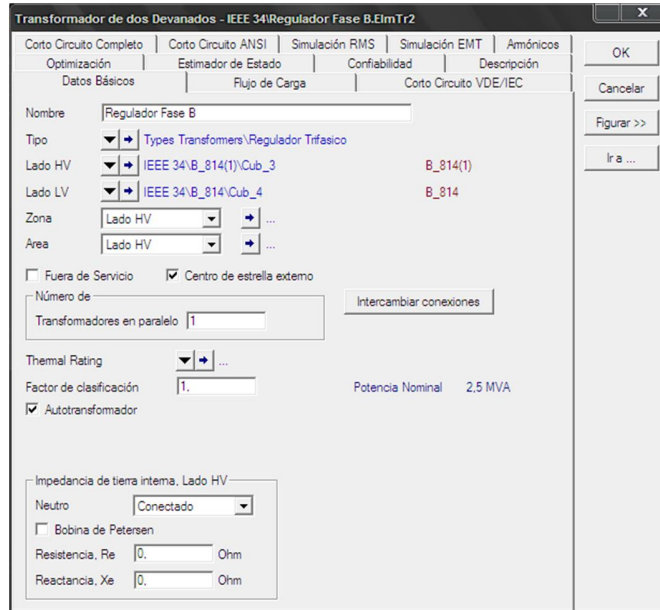 Transformador de dos Devanados - IEEE 34\Regulador Fase B.ElmTr2
x
Corto Circuito Completo Corto Circuito ANSI Simulación RMS Simulación EMT Armónicos
Optimización Estimador de Estado Confiabilidad Descripción
Datos Básicos Flujo de Carga Corto Circuito VDE/IEC
OK
Cancelar
Figurar >>
Ir a ...
Nombre Regulador Fase B
Tipo Types Transformers\Regulador Trifasico
Lado HV IEEE 34\B_814(1)\Cub_3 B_814(1)
Lado LV IEEE 34\B_814\Cub_4 B_814
Zona Lado HV ...
Area Lado HV ...
Fuera de Servicio Centro de estrella externo
Número de
Transformadores en paralelo 1
Intercambiar conexiones
Thermal Rating ...
Factor de clasificación 1, Potencia Nominal 2,5 MVA
Autotransformador
Impedancia de tierra interna, Lado HV
Neutro Conectado
Bobina de Petersen
Resistencia, Re 0, Ohm
Reactancia, Xe 0, Ohm